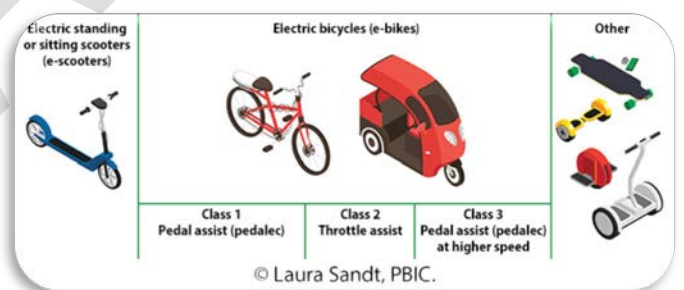 Electric standing
or sitting scooters
(e-scooters)
Electric bicycles (e-bikes)
Other
Class 1
Pedal assist (pedalec)
Class 2
Throttle assist
Class 3
Pedal assist (pedalec)
at higher speed
© Laura Sandt, PBIC.